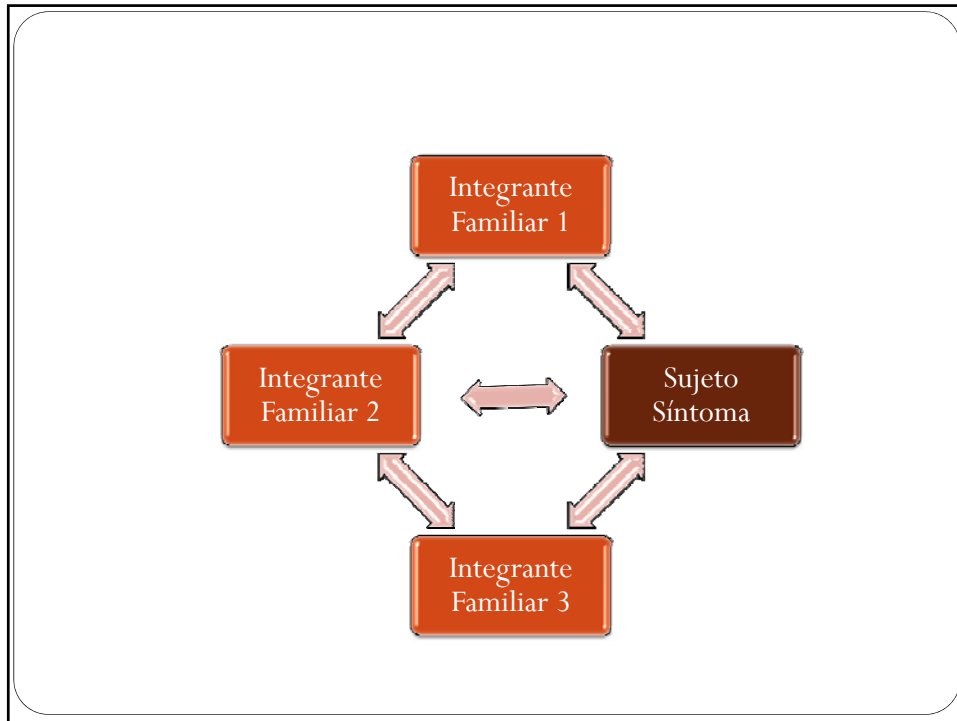 Integrante
Familiar 1
Integrante
Familiar 2
Sujeto
Síntoma
Integrante
Familiar 3